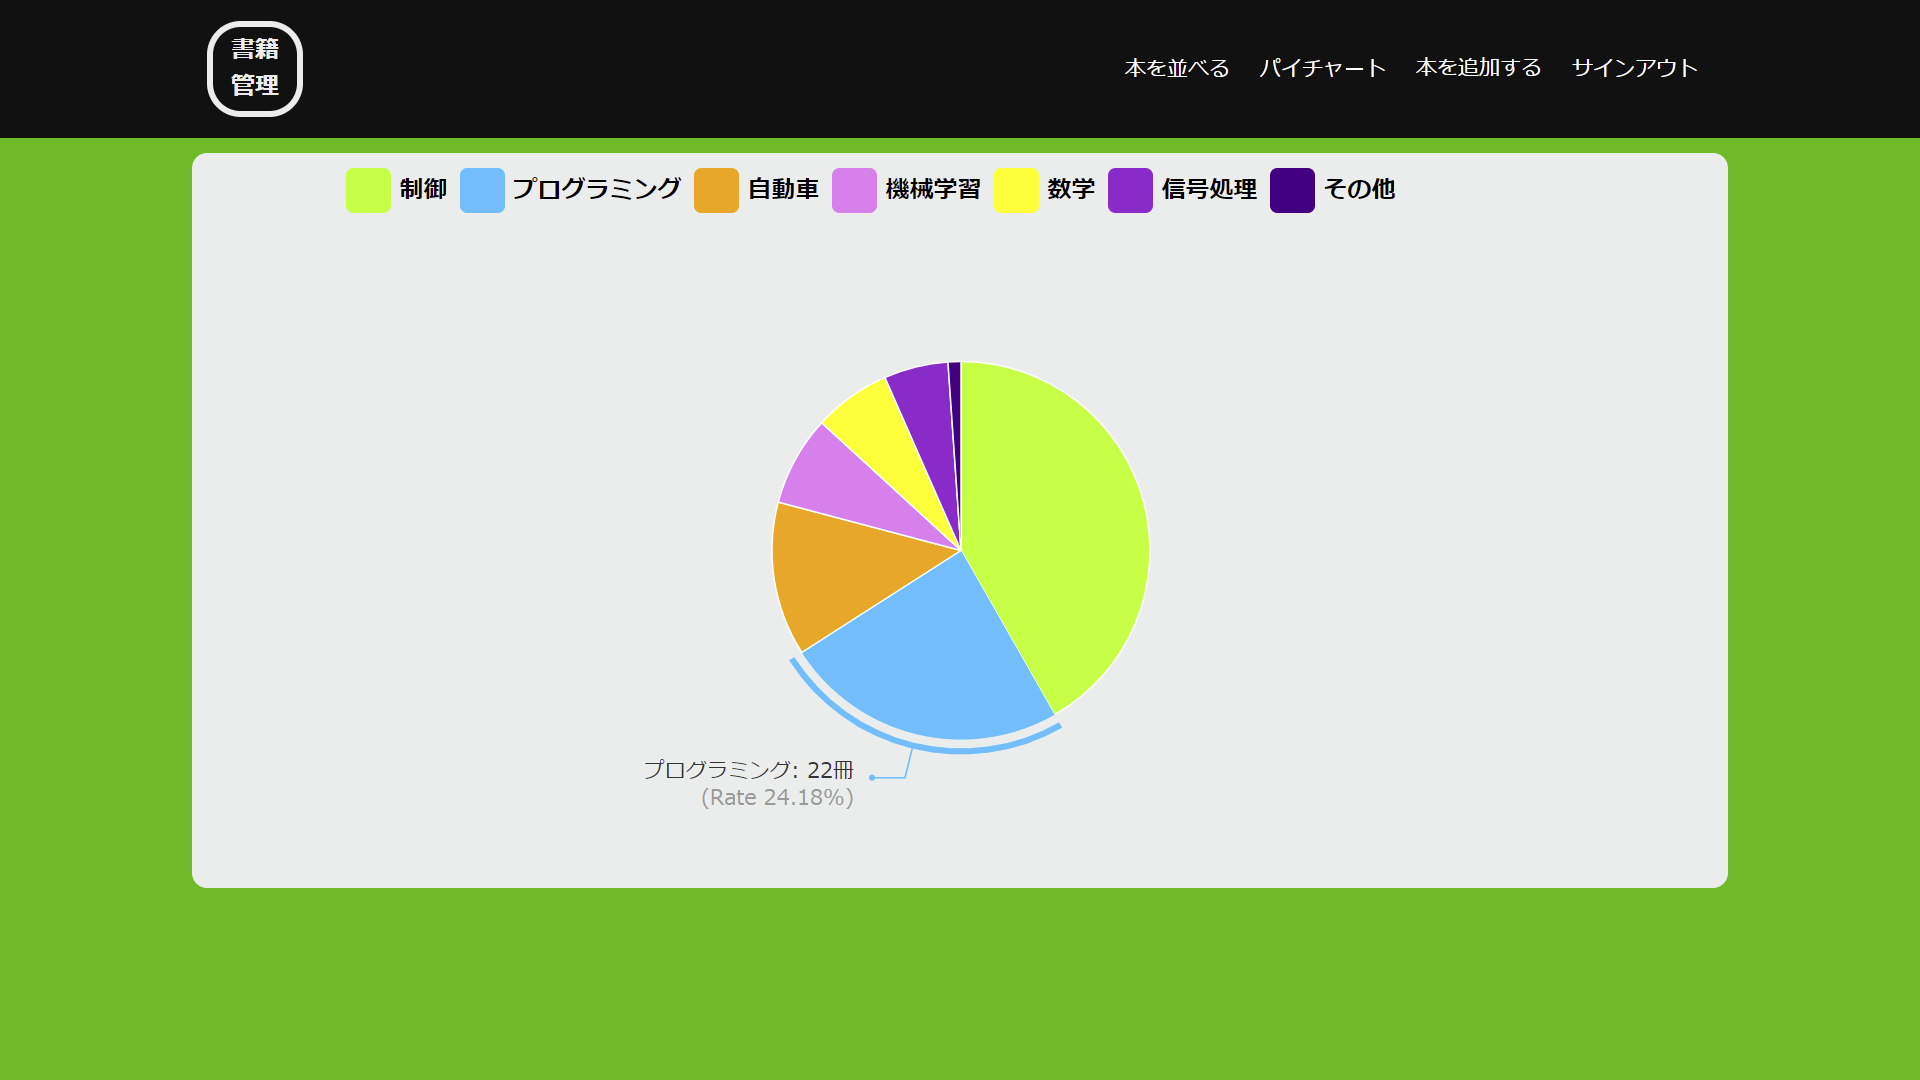 書籍
管理
本を並べる パイチャート 本を追加する サインアウト
制御 プログラミング 自動車 機械学習 数学 信号処理 その他
プログラミング: 22冊
(Rate 24.18%)